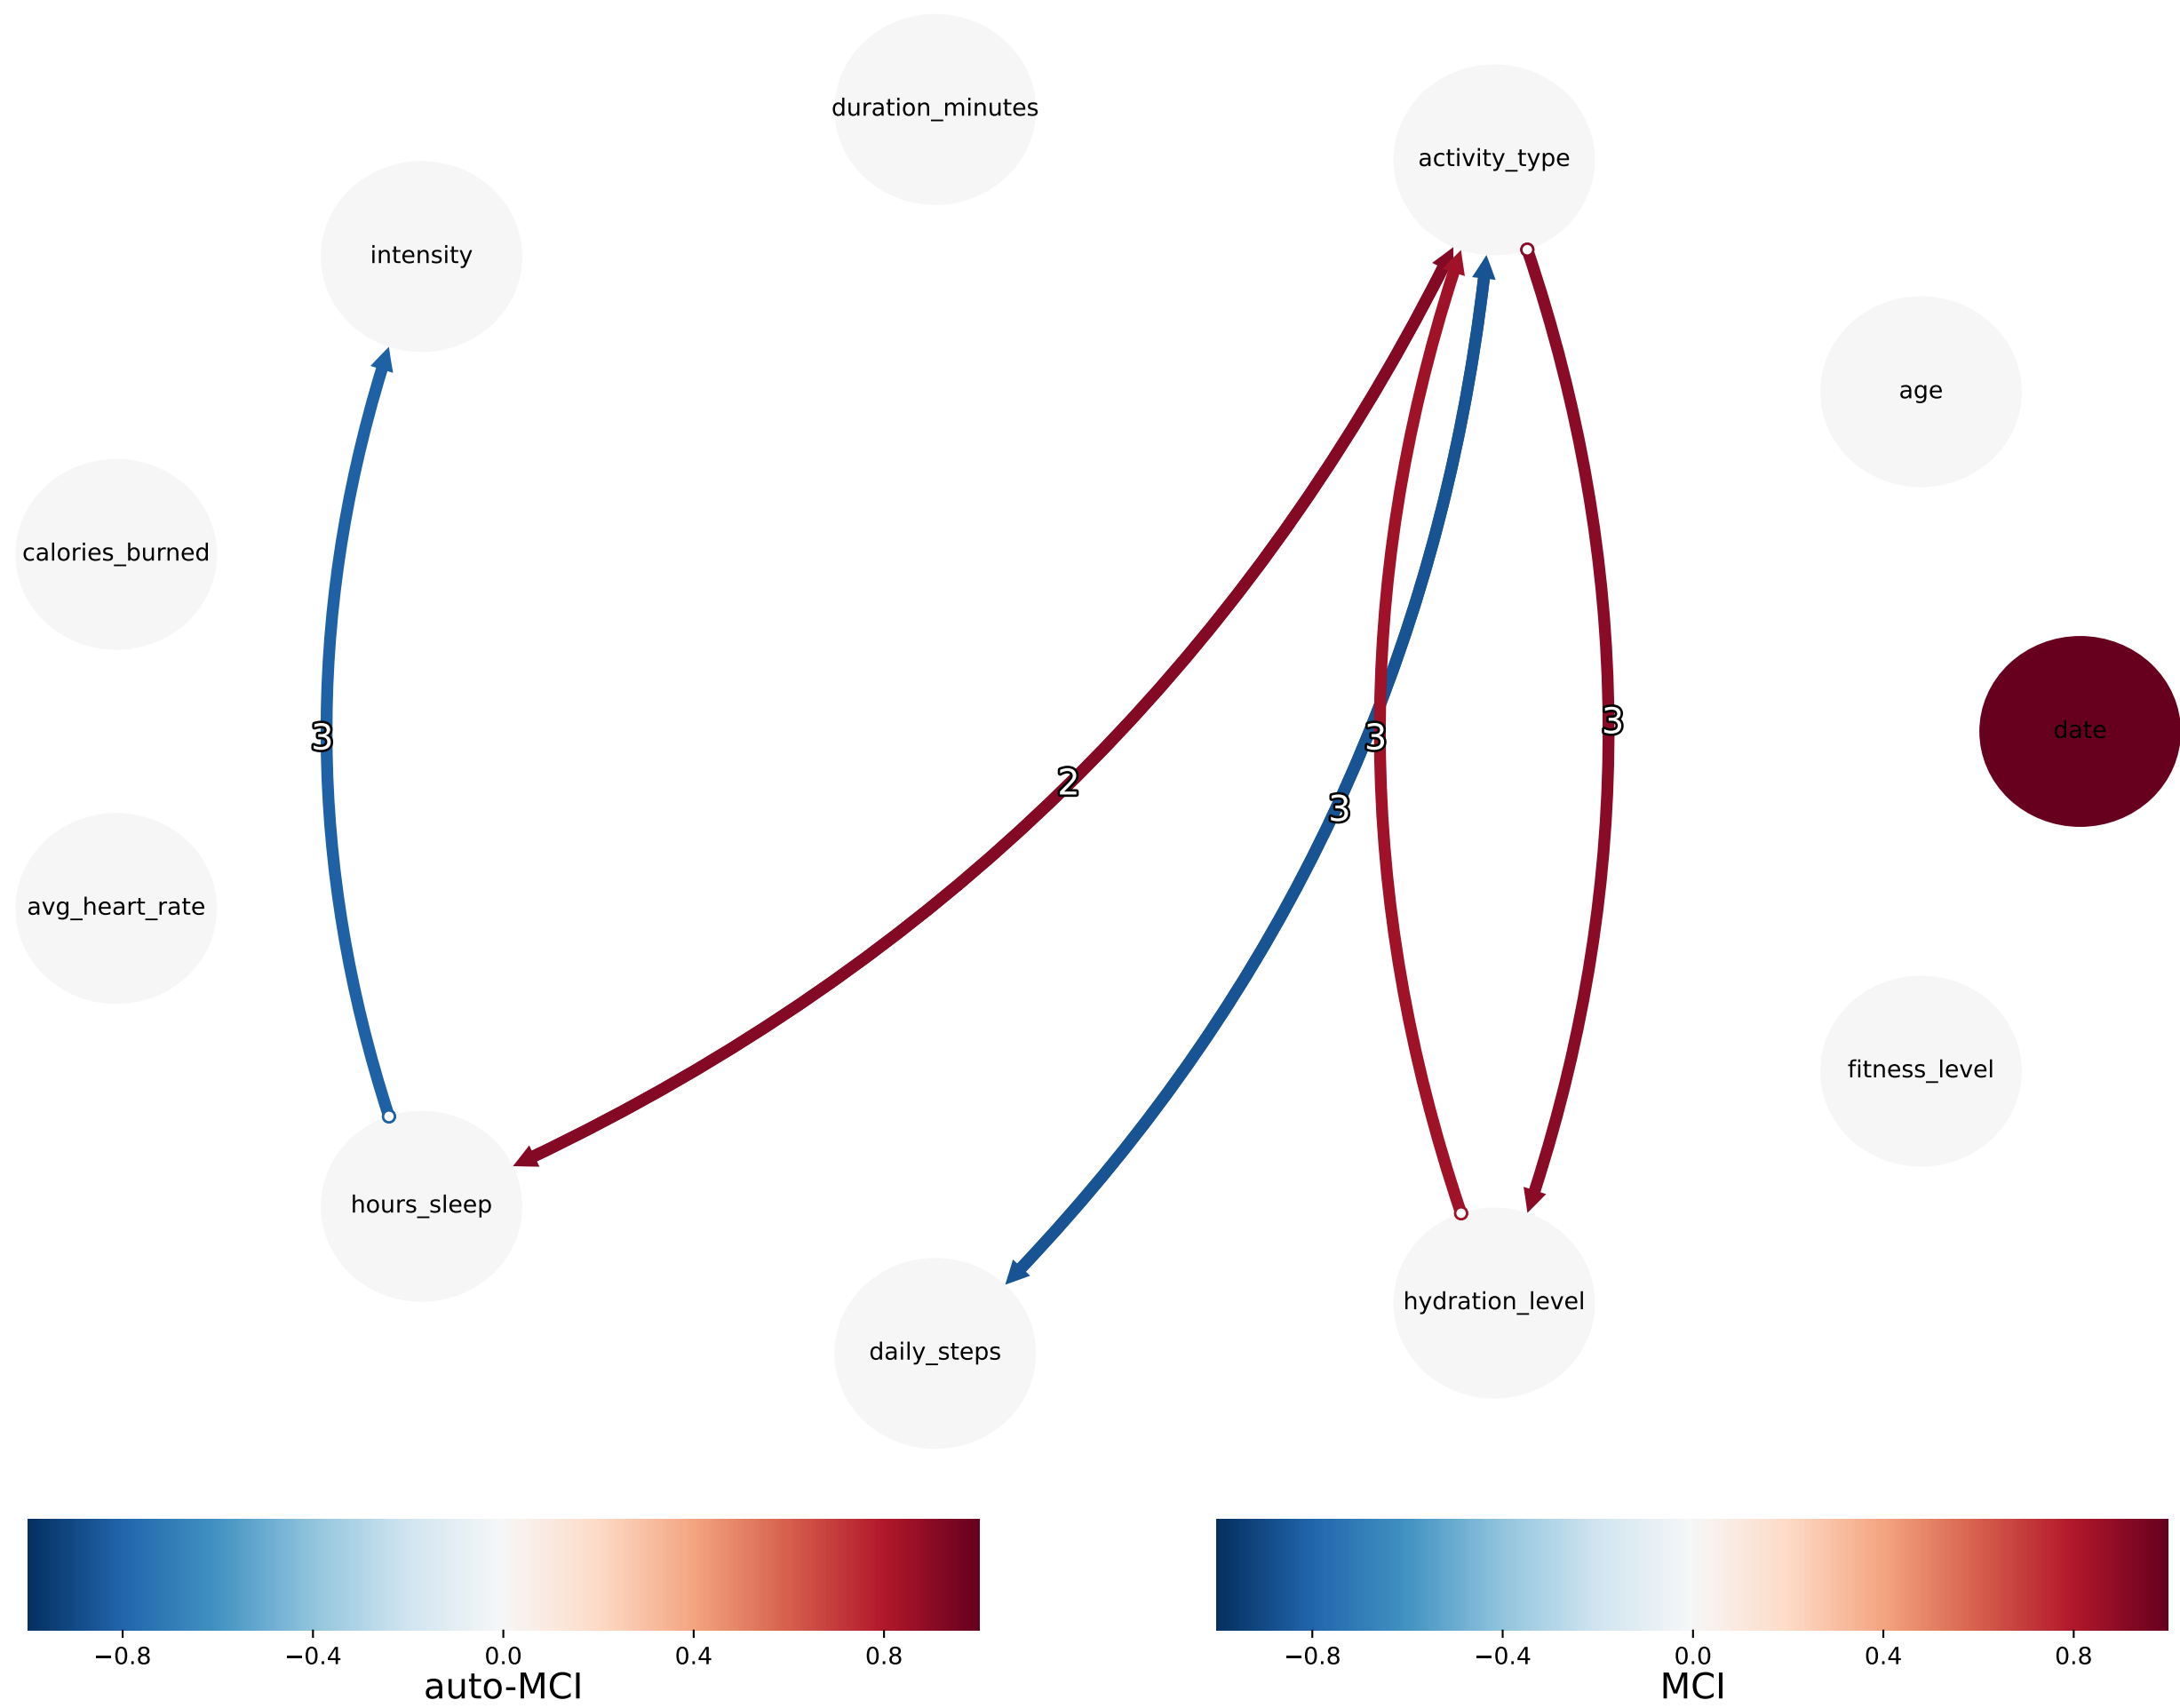 duration_minutes
activity_type
intensity
age
calories_burned
3
2
3
3
3
date
avg_heart_rate
fitness_level
hours_sleep
hydration_level
daily_steps
−0.8 −0.4 0.0 0.4 0.8
auto-MCI
−0.8 −0.4 0.0 0.4 0.8
MCI